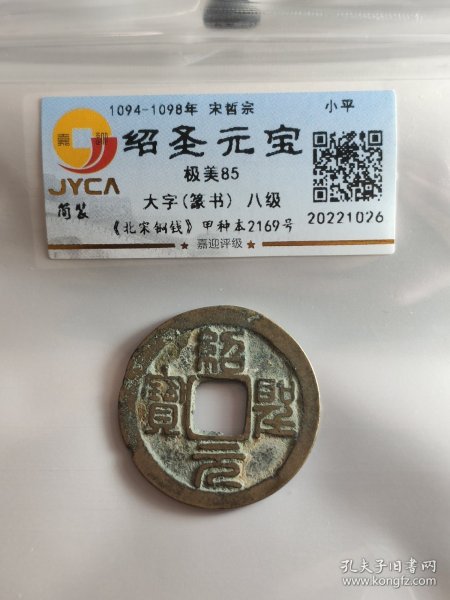 1094-1098年 宋哲宗 小平
嘉 迎
绍圣元宝
极美85
JYCA
大字(篆书) 八级
简装
《北宋铜钱》甲种本2169号
20221026
★ 嘉迎评级 ★
紹
寶 聖
元
孔夫子旧书网
www.kongfz.com